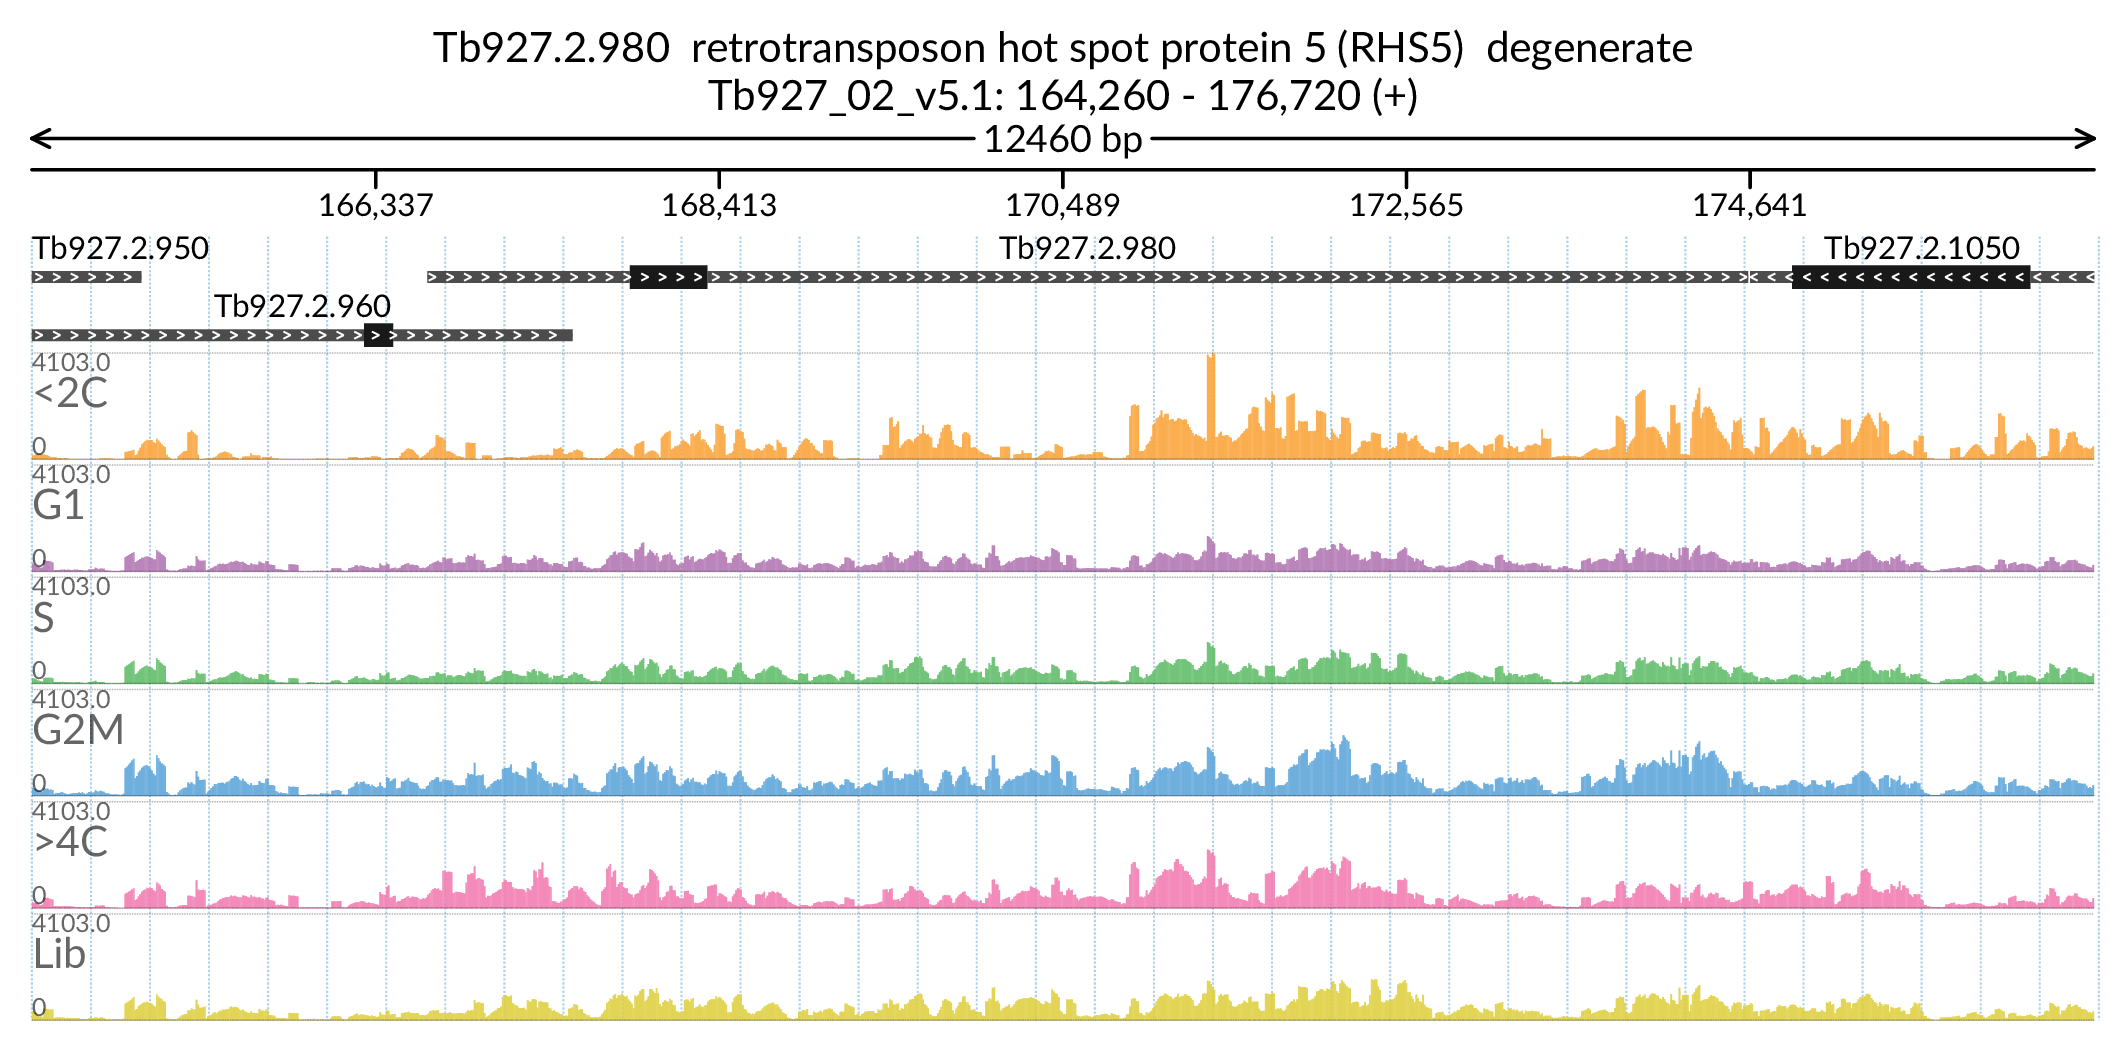 Tb927.2.980  retrotransposon hot spot protein 5 (RHS5)  degenerate
Tb927_02_v5.1: 164,260 - 176,720 (+)
12460 bp
166,337 168,413 170,489 172,565 174,641
Tb927.2.950 Tb927.2.980 Tb927.2.1050
Tb927.2.960
4103.0
<2C
0
4103.0
G1
0
4103.0
S
0
4103.0
G2M
0
4103.0
>4C
0
4103.0
Lib
0